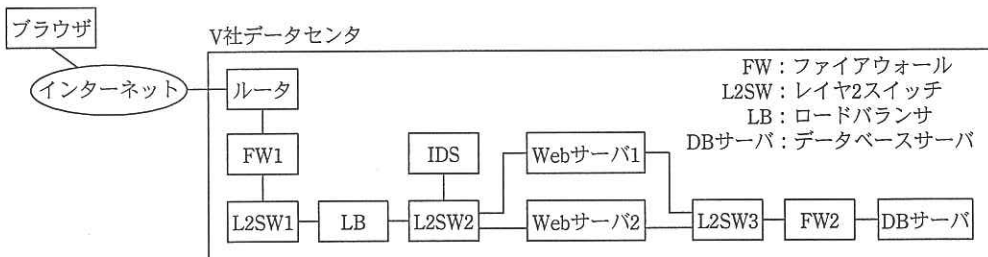 ブラウザ
V社データセンタ
インターネット
ルータ
FW：ファイアウォール
L2SW：レイヤ2スイッチ
LB：ロードバランサ
DBサーバ：データベースサーバ
FW1
IDS
Webサーバ1
L2SW1
LB
L2SW2
Webサーバ2
L2SW3
FW2
DBサーバ